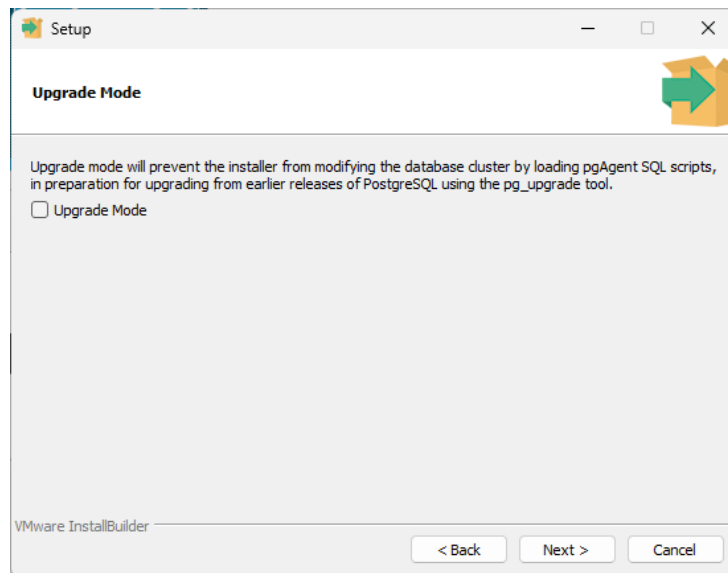 Setup
Upgrade Mode
Upgrade mode will prevent the installer from modifying the database cluster by loading pgAgent SQL scripts,
in preparation for upgrading from earlier releases of PostgreSQL using the pg_upgrade tool.
Upgrade Mode
VMware InstallBuilder
< Back Next > Cancel